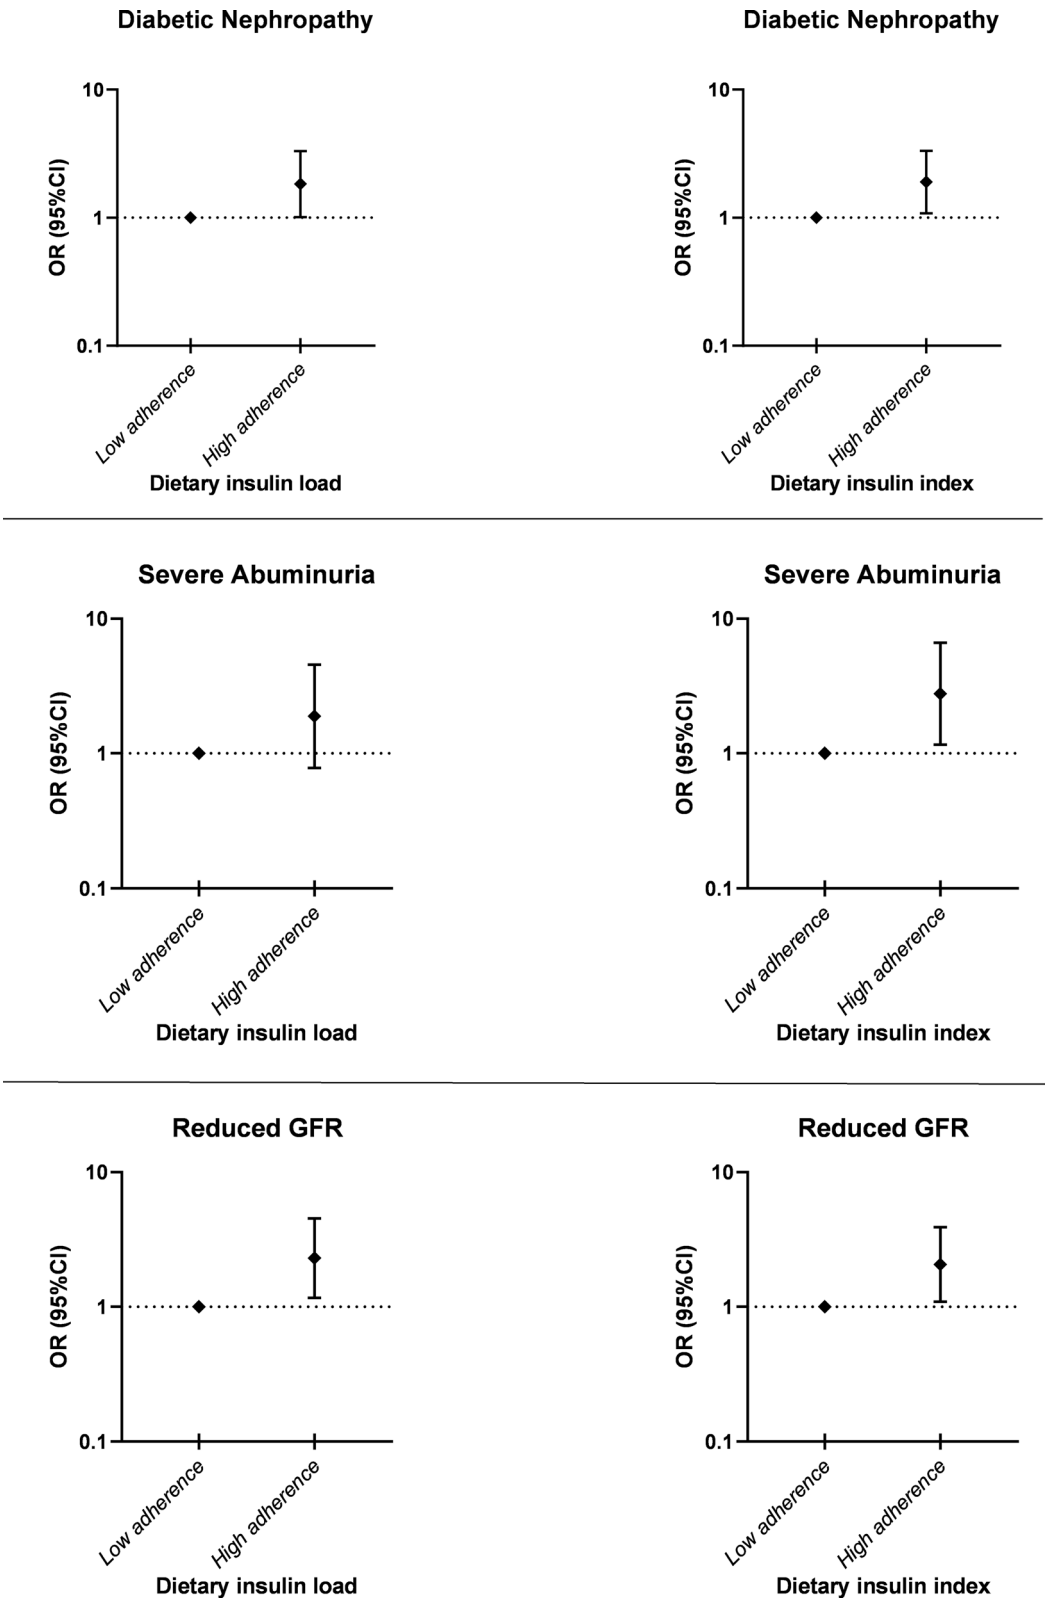 Diabetic Nephropathy
10
1
0.1
OR (95%CI)
Low adherence
High adherence
Dietary insulin load
Diabetic Nephropathy
10
1
0.1
OR (95%CI)
Low adherence
High adherence
Dietary insulin index
Severe Abuminuria
10
1
0.1
OR (95%CI)
Low adherence
High adherence
Dietary insulin load
Severe Abuminuria
10
1
0.1
OR (95%CI)
Low adherence
High adherence
Dietary insulin index
Reduced GFR
10
1
0.1
OR (95%CI)
Low adherence
High adherence
Dietary insulin load
Reduced GFR
10
1
0.1
OR (95%CI)
Low adherence
High adherence
Dietary insulin index